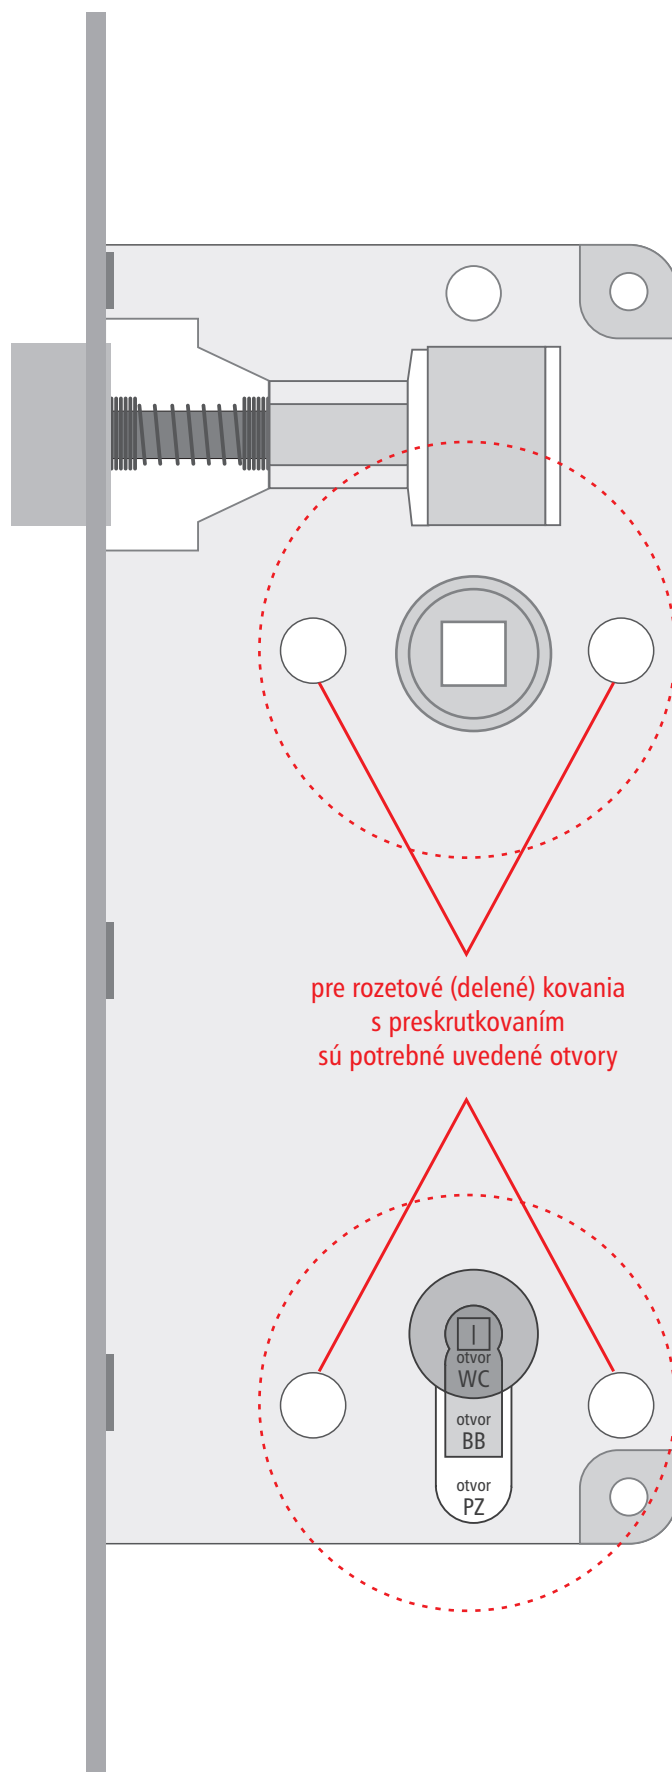 pre rozetové (delené) kovania
s preskrutkovaním
sú potrebné uvedené otvory
otvor
WC
otvor
BB
otvor
PZ